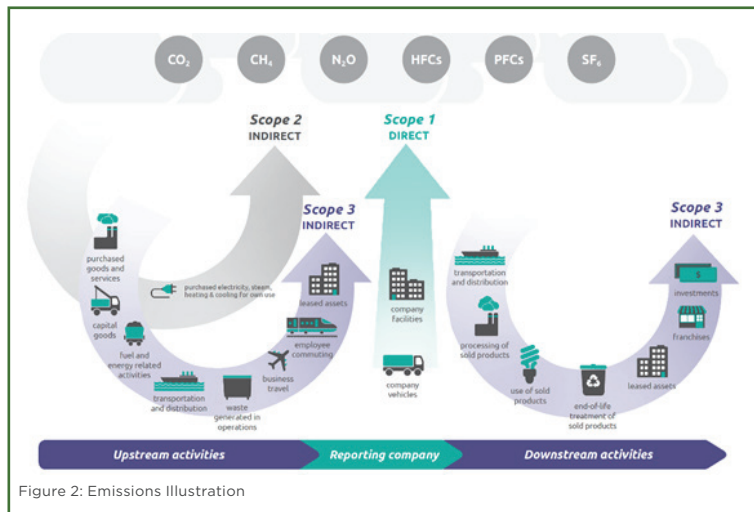 CO₂ CH₄ N₂O HFCs PFCs SF₆
Scope 2
INDIRECT
Scope 1
DIRECT
Scope 3
INDIRECT
Scope 3
INDIRECT
purchased
goods and
services
capital
goods
fuel and
energy related
activities
purchased electricity, steam,
heating & cooling for own use
transportation
and distribution
waste
generated in
operations
business
travel
employee
commuting
leased assets
company
facilities
company
vehicles
transportation
and distribution
processing of
sold products
use of sold
products
end-of-life
treatment of
sold products
leased assets
franchises
investments
$
Upstream activities
Reporting company
Downstream activities
Figure 2: Emissions Illustration